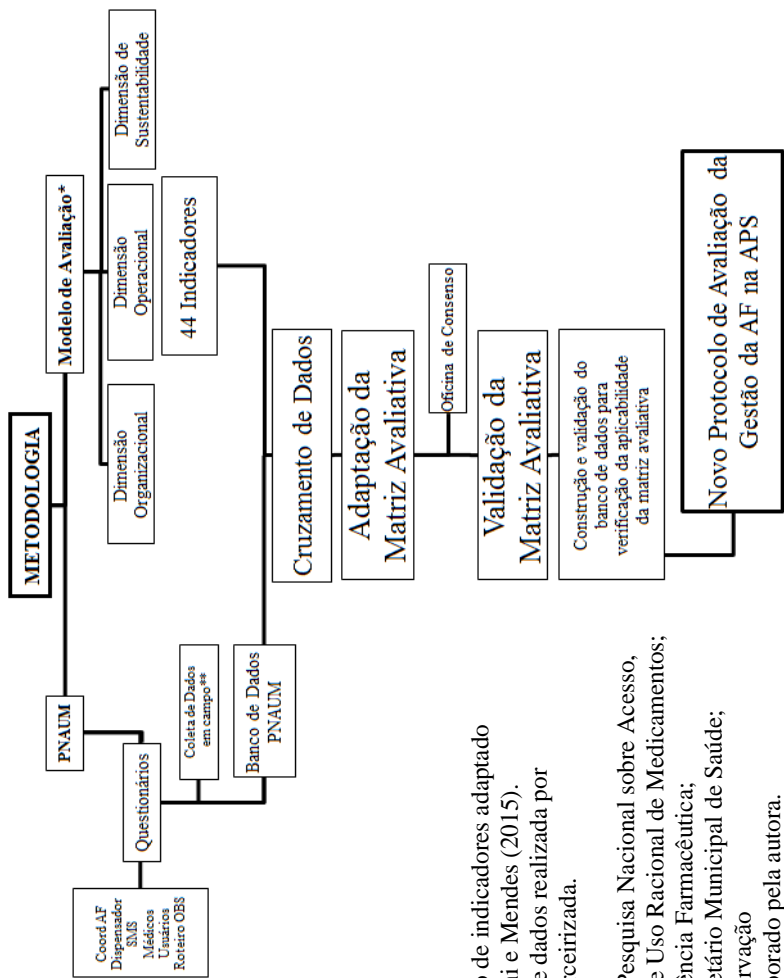 METODOLOGIA
PNAUM
Modelo de Avaliação*
Questionários
Coord AF
Dispensador
SMS
Médicos
Usuários
Roteiro OBS
Coleta de Dados
em campo**
Banco de Dados
PNAUM
Dimensão
Organizacional
Dimensão
Operacional
Dimensão de
Sustentabilidade
44 Indicadores
Cruzamento de Dados
Adaptação da
Matriz Avaliativa
Oficina de Consenso
Validação da
Matriz Avaliativa
Construção e validação do
banco de dados para
verificação da aplicabilidade
da matriz avaliativa
Novo Protocolo de Avaliação da
Gestão da AF na APS
de indicadores adaptado
e Mendes (2015).
e dados realizada por
rceirizada.
Pesquisa Nacional sobre Acesso,
e Uso Racional de Medicamentos;
ência Farmacêutica;
etário Municipal de Saúde;
rvação
orado pela autora.